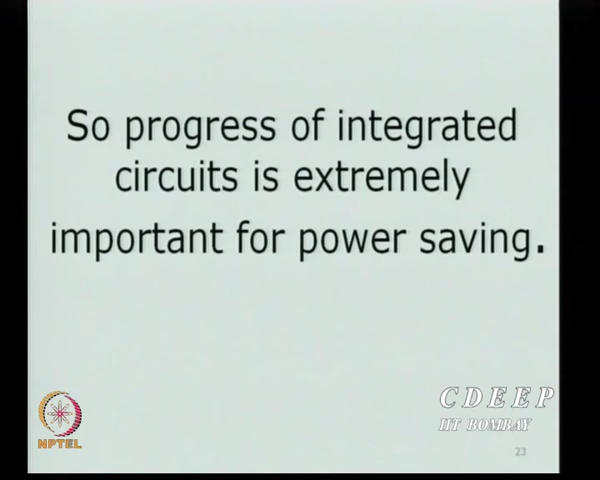 So progress of integrated
circuits is extremely
important for power saving.
CDEEP
IIT BOMBAY
NPTEL
23